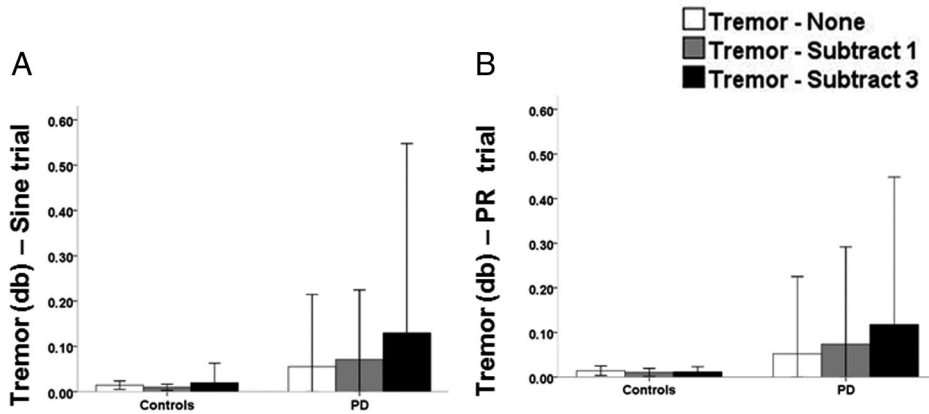 Tremor - None
Tremor - Subtract 1
Tremor - Subtract 3
A
Tremor (db) – Sine trial
0.60
0.50
0.40
0.30
0.20
0.10
0.00
Controls PD
B
Tremor (db) – PR trial
0.60
0.50
0.40
0.30
0.20
0.10
0.00
Controls PD